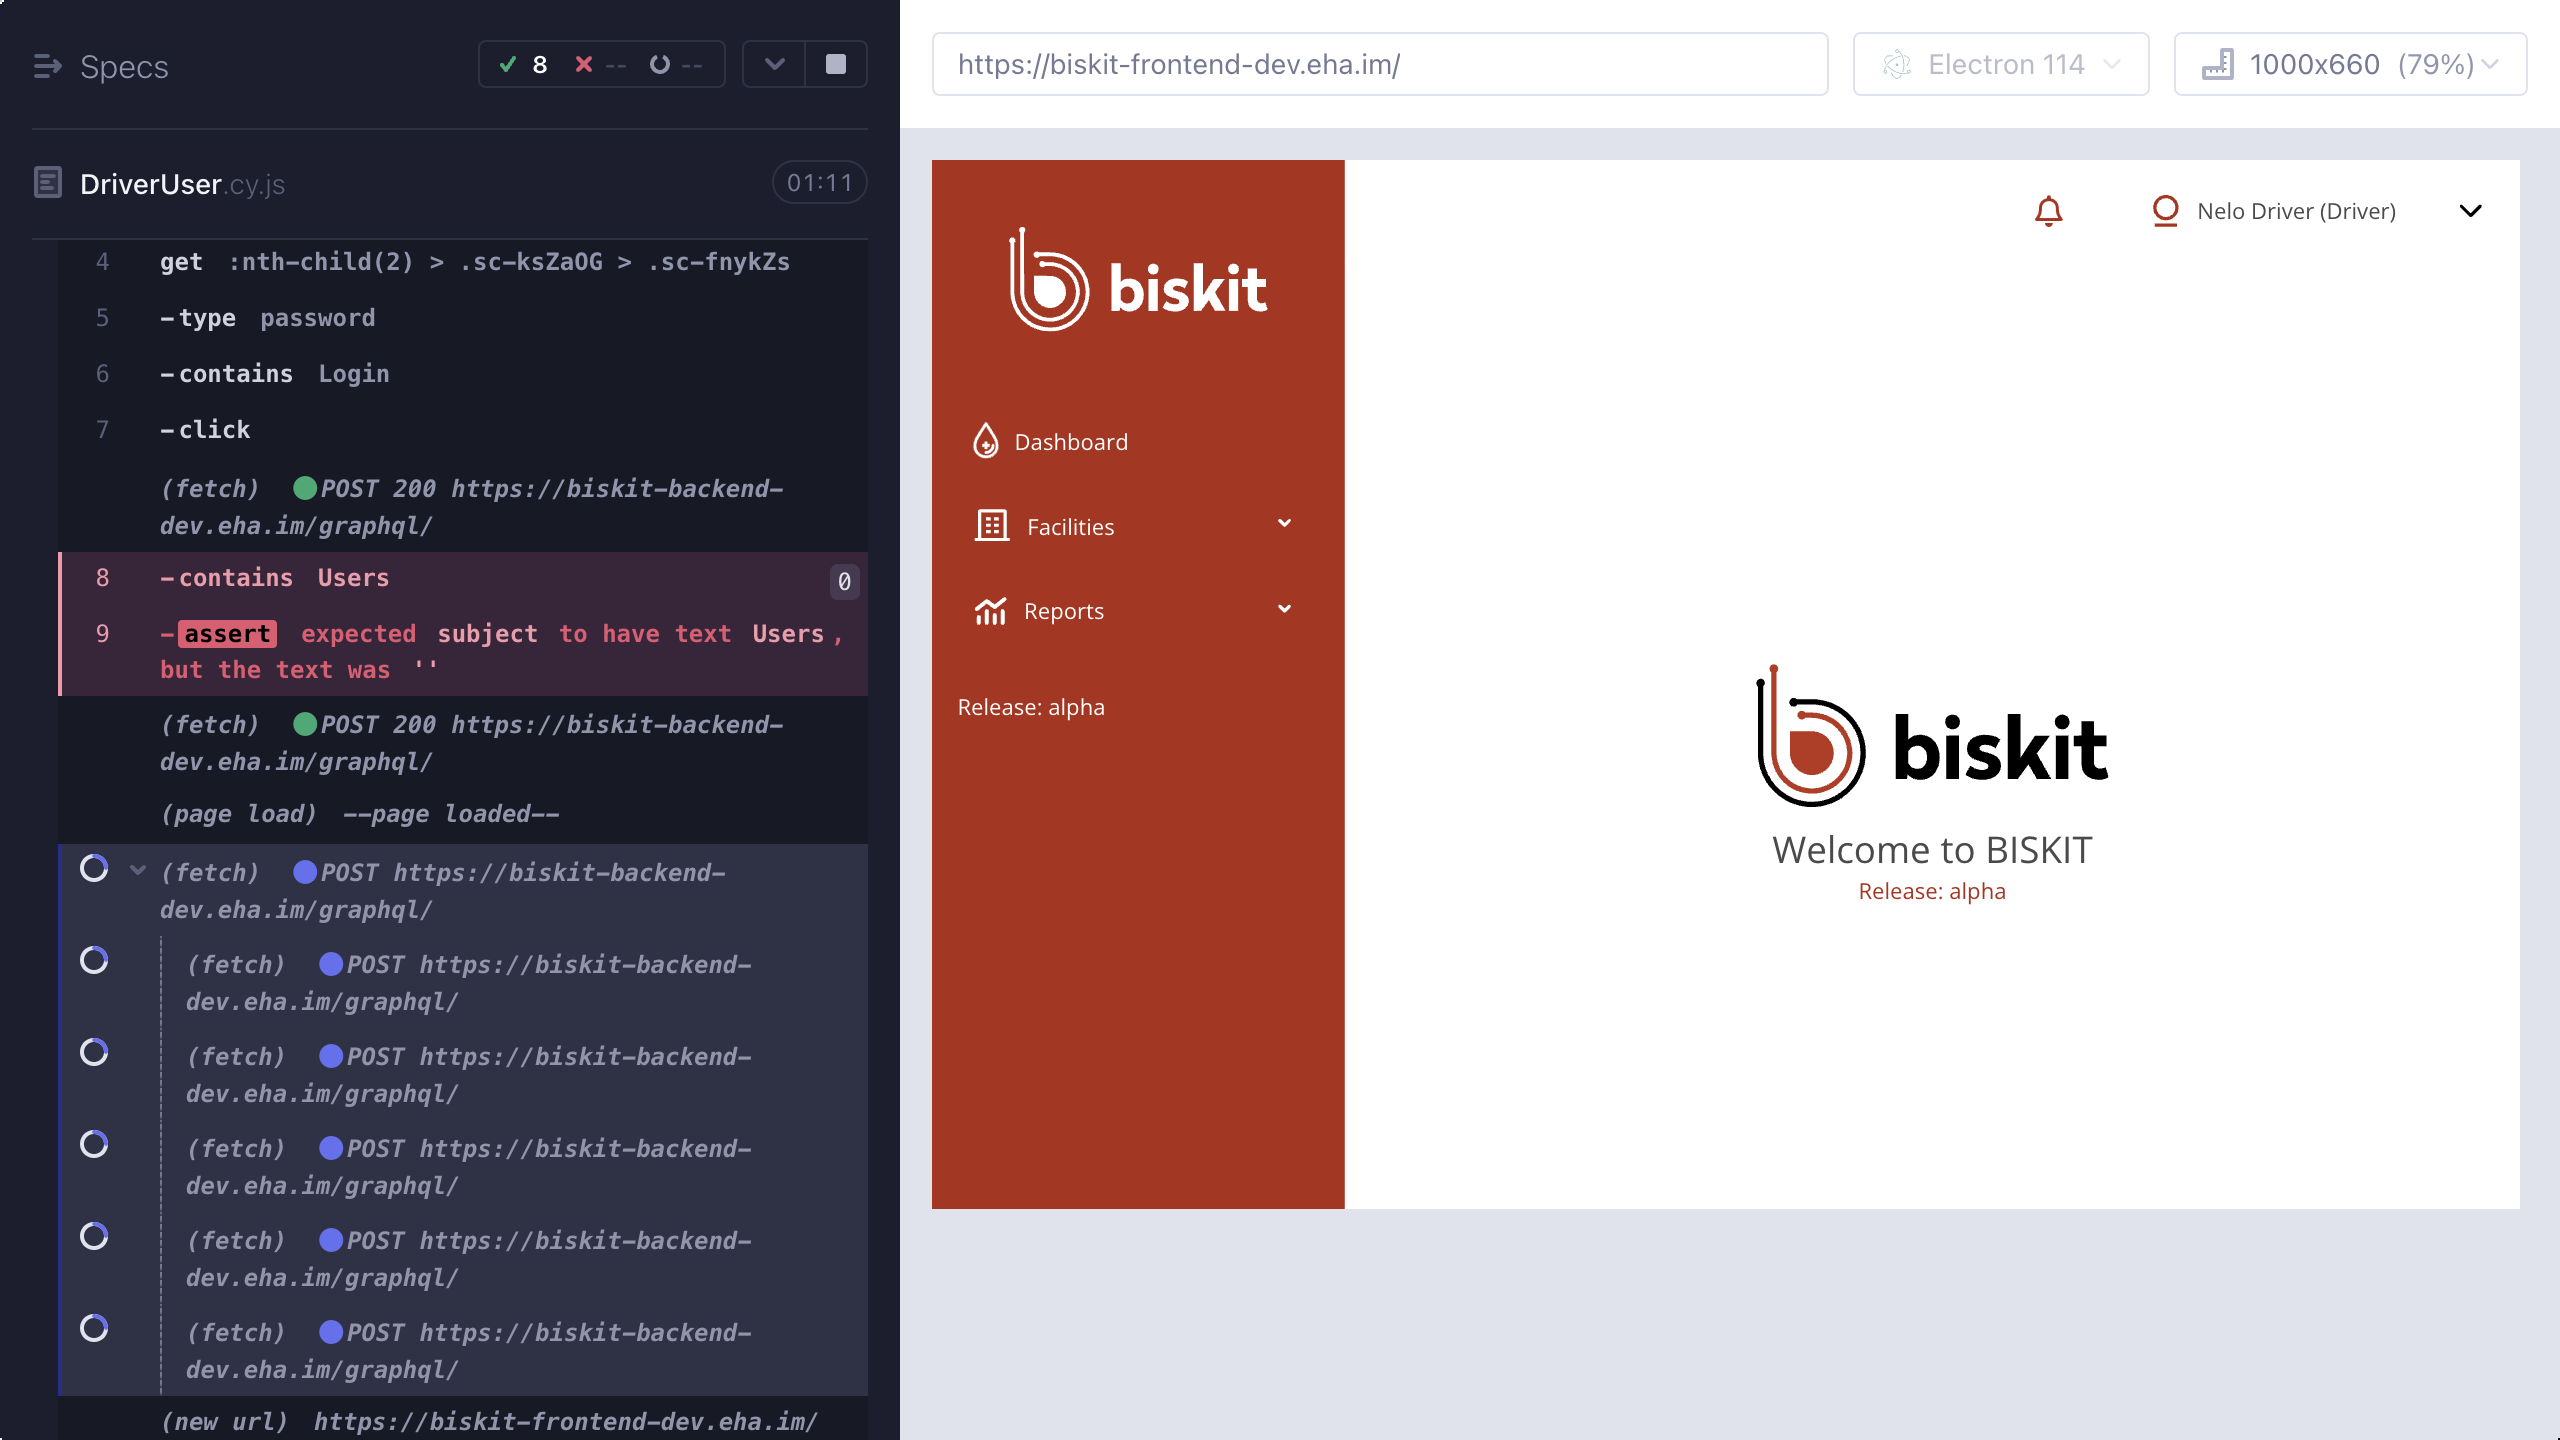 Specs
8 -- --
DriverUser.cy.js
01:11
4 get :nth-child(2) > .sc-ksZaOG > .sc-fnykZs
5 -type password
6 -contains Login
7 -click
(fetch) POST 200 https://biskit-backend-
dev.eha.im/graphql/
8 -contains Users 0
9 -assert expected subject to have text Users,
but the text was ''
(fetch) POST 200 https://biskit-backend-
dev.eha.im/graphql/
(page load) --page loaded--
(fetch) POST https://biskit-backend-
dev.eha.im/graphql/
(fetch) POST https://biskit-backend-
dev.eha.im/graphql/
(fetch) POST https://biskit-backend-
dev.eha.im/graphql/
(fetch) POST https://biskit-backend-
dev.eha.im/graphql/
(fetch) POST https://biskit-backend-
dev.eha.im/graphql/
(fetch) POST https://biskit-backend-
dev.eha.im/graphql/
(new url) https://biskit-frontend-dev.eha.im/
https://biskit-frontend-dev.eha.im/
Electron 114
1000x660 (79%)
biskit
Dashboard
Facilities
Reports
Release: alpha
Nelo Driver (Driver)
biskit
Welcome to BISKIT
Release: alpha